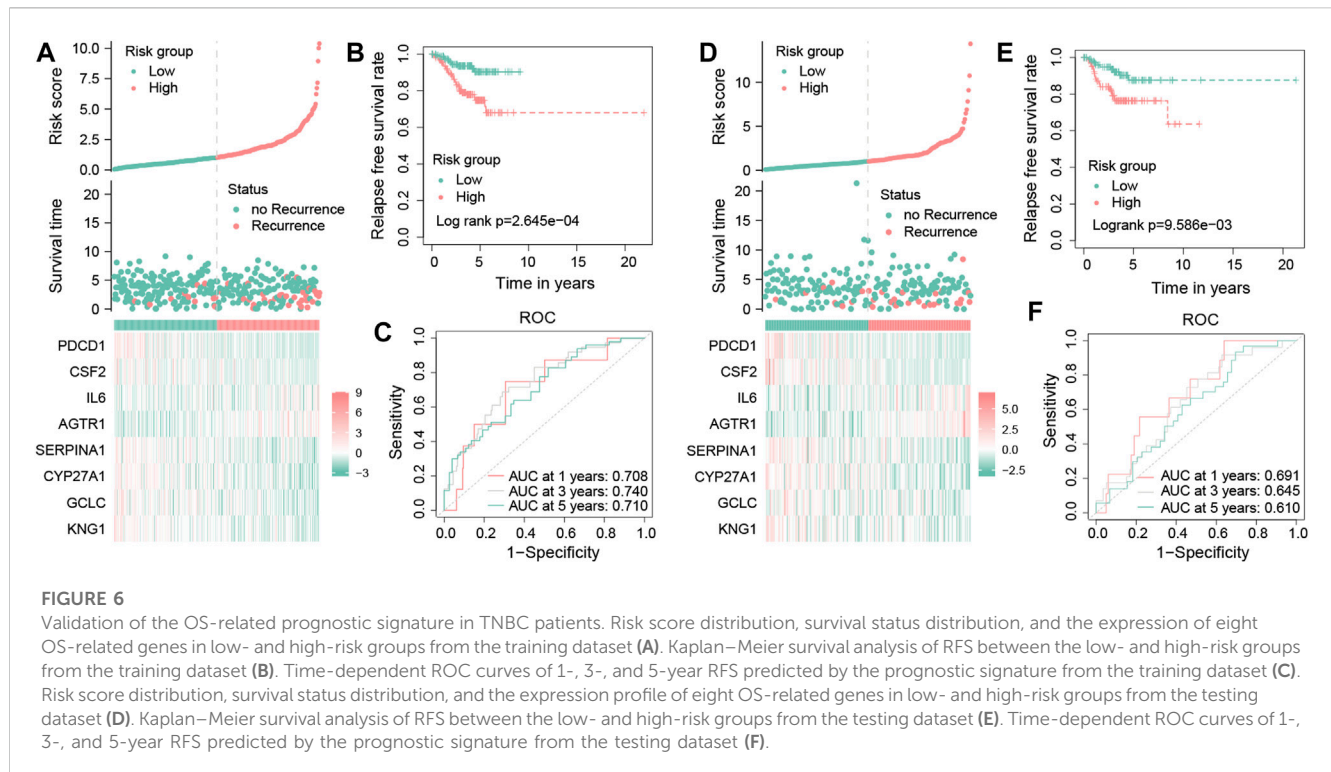 A
Risk score
10.0
7.5
5.0
2.5
0.0
Risk group
Low
High
Survival time
20
15
10
5
0
Status
no Recurrence
Recurrence
PDCD1
CSF2
IL6
AGTR1
SERPINA1
CYP27A1
GCLC
KNG1
9
6
3
0
−3
B
Relapse free survival rate
1.0
0.8
0.6
0.4
0.2
0.0
Risk group
Low
High
Log rank p=2.645e−04
0
5
10
15
20
Time in years
C
ROC
Sensitivity
1.0
0.8
0.6
0.4
0.2
0.0
AUC at 1 years: 0.708
AUC at 3 years: 0.740
AUC at 5 years: 0.710
0.0 0.2 0.4 0.6 0.8 1.0
1−Specificity
D
Risk score
10
5
0
Risk group
Low
High
Survival time
20
15
10
5
0
Status
no Recurrence
Recurrence
PDCD1
CSF2
IL6
AGTR1
SERPINA1
CYP27A1
GCLC
KNG1
5.0
2.5
0.0
−2.5
E
Relapse free survival rate
1.0
0.8
0.6
0.4
0.2
0.0
Risk group
Low
High
Logrank p=9.586e−03
0
5
10
15
20
Time in years
F
ROC
Sensitivity
1.0
0.8
0.6
0.4
0.2
0.0
AUC at 1 years: 0.691
AUC at 3 years: 0.645
AUC at 5 years: 0.610
0.0 0.2 0.4 0.6 0.8 1.0
1−Specificity
FIGURE 6
Validation of the OS-related prognostic signature in TNBC patients. Risk score distribution, survival status distribution, and the expression of eight
OS-related genes in low- and high-risk groups from the training dataset (A). Kaplan–Meier survival analysis of RFS between the low- and high-risk groups
from the training dataset (B). Time-dependent ROC curves of 1-, 3-, and 5-year RFS predicted by the prognostic signature from the training dataset (C).
Risk score distribution, survival status distribution, and the expression profile of eight OS-related genes in low- and high-risk groups from the testing
dataset (D). Kaplan–Meier survival analysis of RFS between the low- and high-risk groups from the testing dataset (E). Time-dependent ROC curves of 1-,
3-, and 5-year RFS predicted by the prognostic signature from the testing dataset (F).